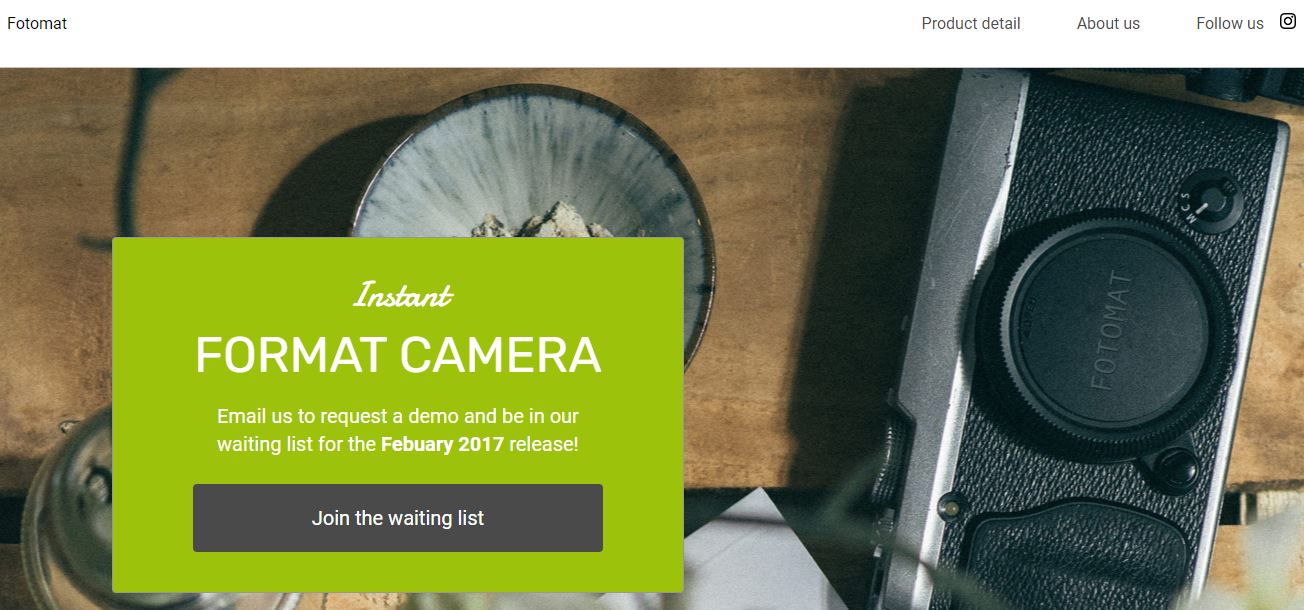 Fotomat
Product detail
About us
Follow us
Instant
FORMAT CAMERA
Email us to request a demo and be in our
waiting list for the Febuary 2017 release!
Join the waiting list
FOTOMAT
M C S